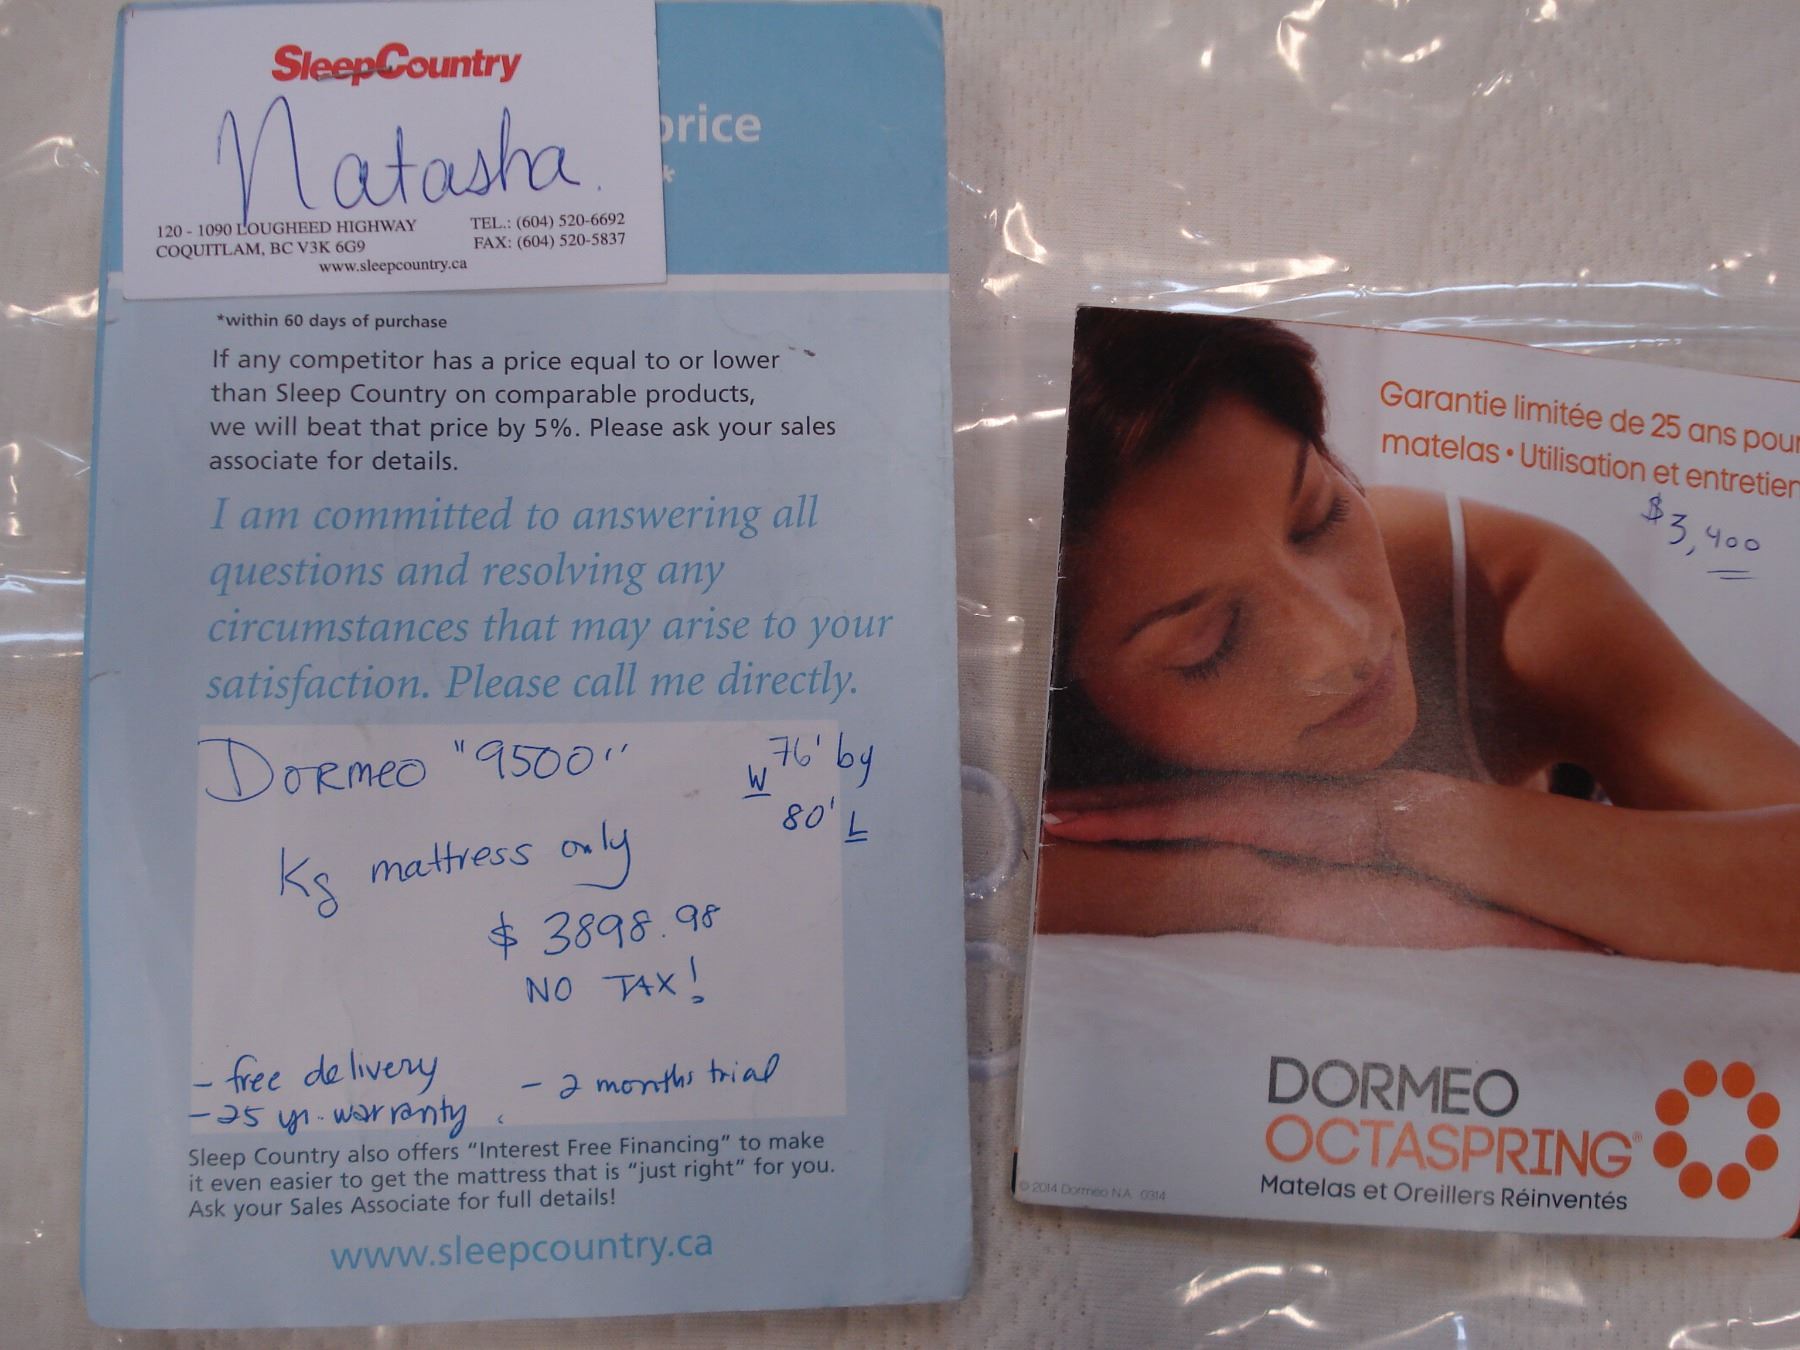 SleepCountry
Natasha.
120 - 1090 LOUGHEED HIGHWAY
COQUITLAM, BC V3K 6G9
TEL.: (604) 520-6692
FAX: (604) 520-5837
www.sleepcountry.ca
price
*
*within 60 days of purchase
If any competitor has a price equal to or lower
than Sleep Country on comparable products,
we will beat that price by 5%. Please ask your sales
associate for details.
I am committed to answering all
questions and resolving any
circumstances that may arise to your
satisfaction. Please call me directly.
DORMEO "9500"
W 76' by
80' L
Kg mattress only
$ 3898.98
NO TAX!
- free delivery
- 2 months trial
- 25 yr. warranty
Sleep Country also offers "Interest Free Financing" to make
it even easier to get the mattress that is "just right" for you.
Ask your Sales Associate for full details!
www.sleepcountry.ca
Garantie limitée de 25 ans pour
matelas • Utilisation et entretien
$3,400
DORMEO
OCTASPRING®
Matelas et Oreillers Réinventés
© 2014 Dormeo N.A. 0314